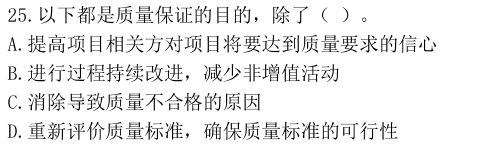 25.以下都是质量保证的目的，除了（ ）。
A.提高项目相关方对项目将要达到质量要求的信心
B.进行过程持续改进，减少非增值活动
C.消除导致质量不合格的原因
D.重新评价质量标准，确保质量标准的可行性